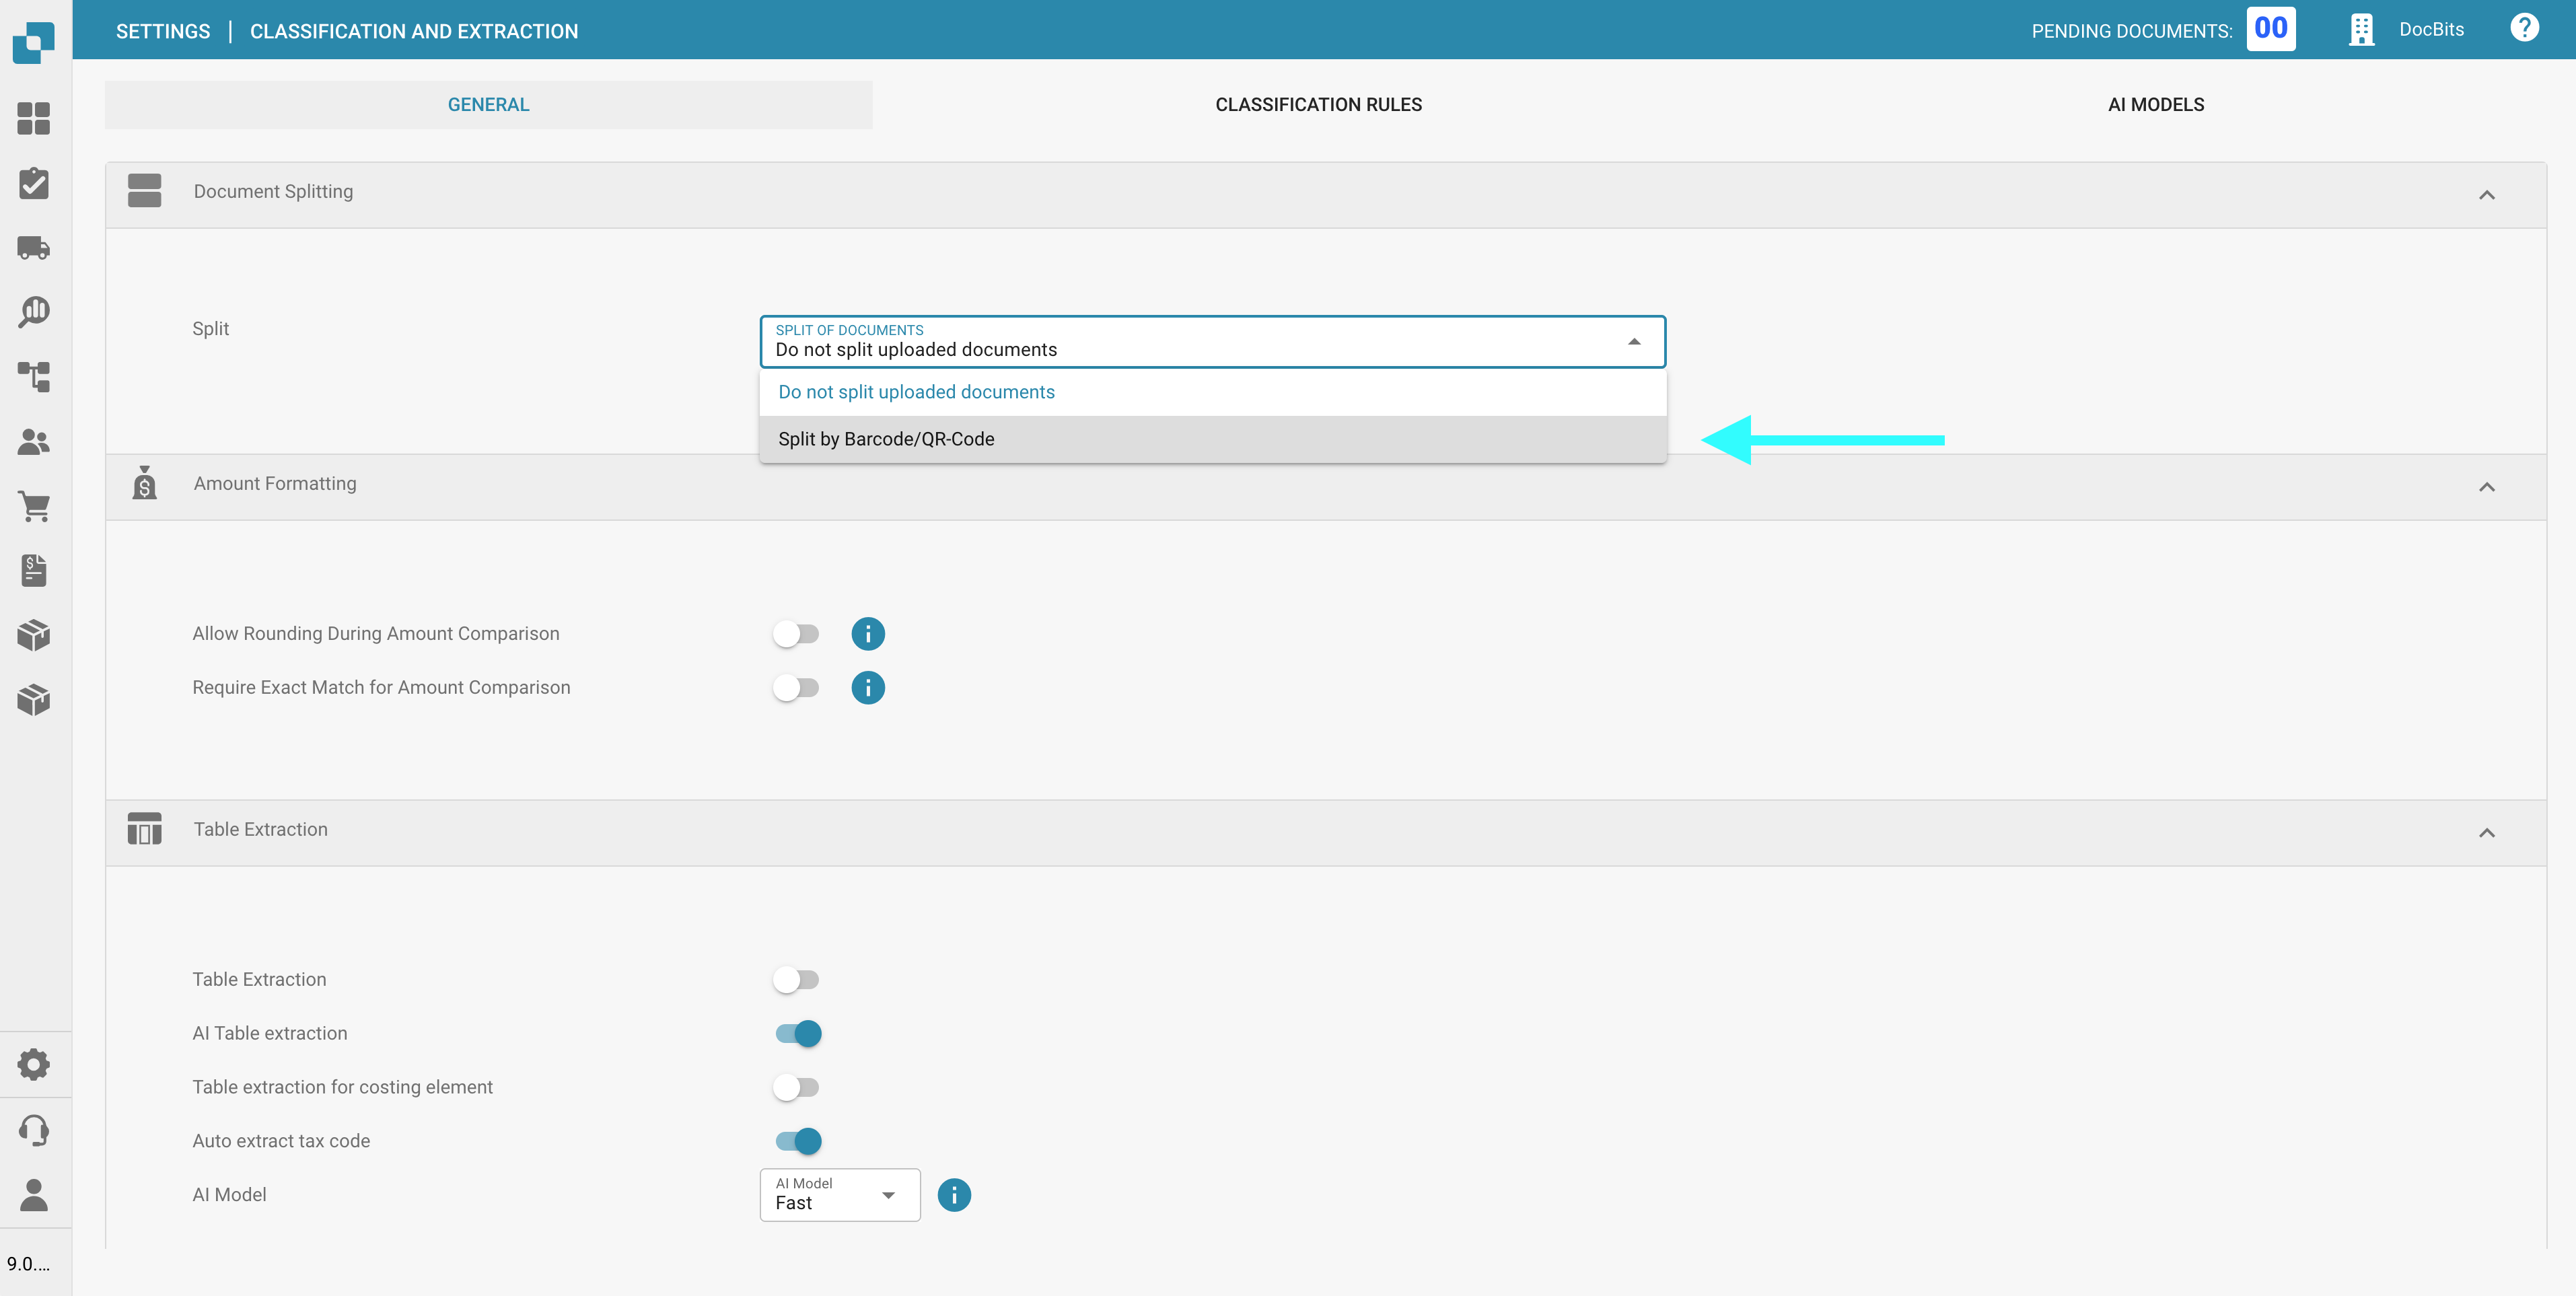 SETTINGS | CLASSIFICATION AND EXTRACTION
PENDING DOCUMENTS: 00
DocBits
GENERAL
CLASSIFICATION RULES
AI MODELS
Document Splitting
Split
SPLIT OF DOCUMENTS
Do not split uploaded documents
Do not split uploaded documents
Split by Barcode/QR-Code
Amount Formatting
Allow Rounding During Amount Comparison
Require Exact Match for Amount Comparison
Table Extraction
Table Extraction
AI Table extraction
Table extraction for costing element
Auto extract tax code
AI Model
AI Model
Fast
9.0....